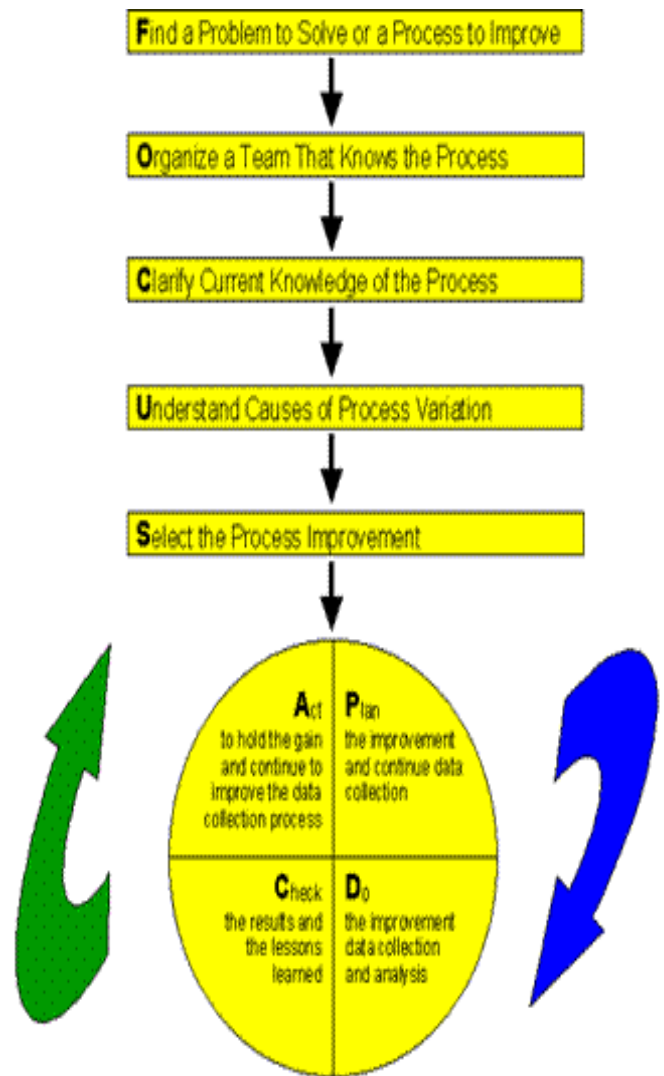 Find a Problem to Solve or a Process to Improve
Organize a Team That Knows the Process
Clarify Current Knowledge of the Process
Understand Causes of Process Variation
Select the Process Improvement
Act
to hold the gain
and continue to
improve the data
collection process
Plan
the improvement
and continue data
collection
Check
the results and
the lessons
learned
Do
the improvement
data collection
and analysis